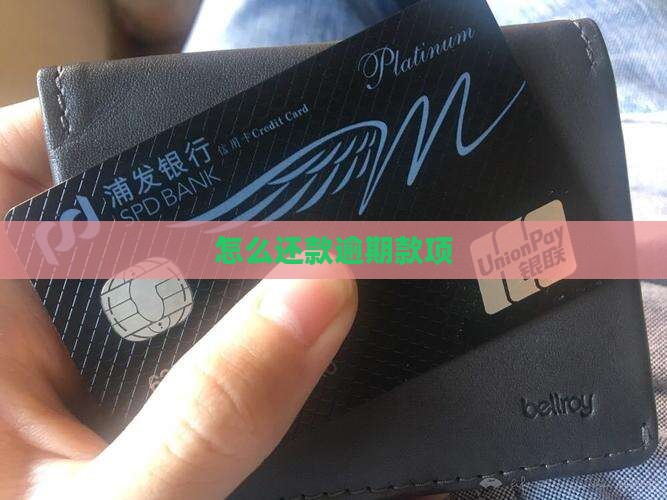 Platinum
信用卡Credit Card
浦发银行
SPD BANK
怎么还款逾期款项
UnionPay
银联
bellroy